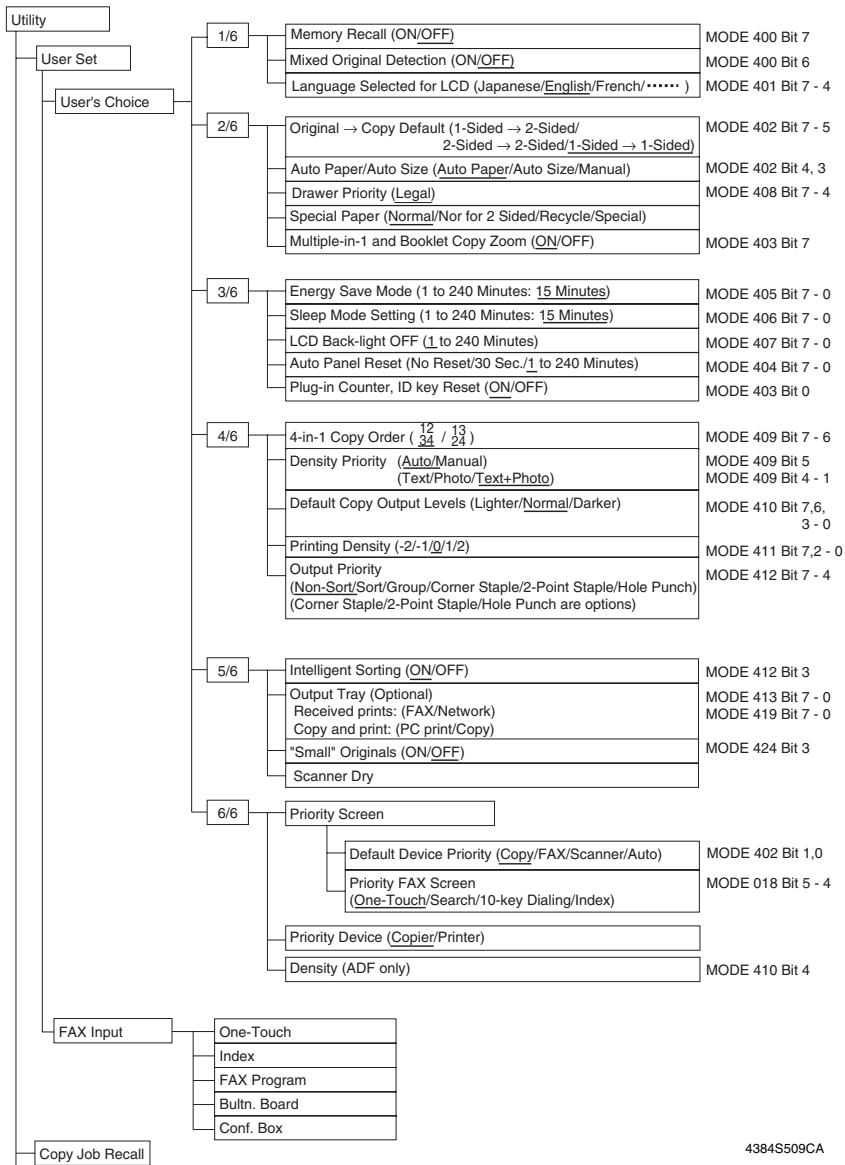 Utility
User Set
User's Choice
1/6
Memory Recall (ON/OFF)
MODE 400 Bit 7
Mixed Original Detection (ON/OFF)
MODE 400 Bit 6
Language Selected for LCD (Japanese/English/French/······ )
MODE 401 Bit 7 - 4
2/6
Original → Copy Default (1-Sided → 2-Sided/
2-Sided → 2-Sided/1-Sided → 1-Sided)
MODE 402 Bit 7 - 5
Auto Paper/Auto Size (Auto Paper/Auto Size/Manual)
MODE 402 Bit 4, 3
Drawer Priority (Legal)
MODE 408 Bit 7 - 4
Special Paper (Normal/Nor for 2 Sided/Recycle/Special)
Multiple-in-1 and Booklet Copy Zoom (ON/OFF)
MODE 403 Bit 7
3/6
Energy Save Mode (1 to 240 Minutes: 15 Minutes)
MODE 405 Bit 7 - 0
Sleep Mode Setting (1 to 240 Minutes: 15 Minutes)
MODE 406 Bit 7 - 0
LCD Back-light OFF (1 to 240 Minutes)
MODE 407 Bit 7 - 0
Auto Panel Reset (No Reset/30 Sec./1 to 240 Minutes)
MODE 404 Bit 7 - 0
Plug-in Counter, ID key Reset (ON/OFF)
MODE 403 Bit 0
4/6
4-in-1 Copy Order ( 12 34 / 13 24 )
MODE 409 Bit 7 - 6
Density Priority (Auto/Manual)
MODE 409 Bit 5
(Text/Photo/Text+Photo)
MODE 409 Bit 4 - 1
Default Copy Output Levels (Lighter/Normal/Darker)
MODE 410 Bit 7,6,
3 - 0
Printing Density (-2/-1/0/1/2)
MODE 411 Bit 7,2 - 0
Output Priority
MODE 412 Bit 7 - 4
(Non-Sort/Sort/Group/Corner Staple/2-Point Staple/Hole Punch)
(Corner Staple/2-Point Staple/Hole Punch are options)
5/6
Intelligent Sorting (ON/OFF)
MODE 412 Bit 3
Output Tray (Optional)
MODE 413 Bit 7 - 0
Received prints: (FAX/Network)
MODE 419 Bit 7 - 0
Copy and print: (PC print/Copy)
"Small" Originals (ON/OFF)
MODE 424 Bit 3
Scanner Dry
6/6
Priority Screen
Default Device Priority (Copy/FAX/Scanner/Auto)
MODE 402 Bit 1,0
Priority FAX Screen
MODE 018 Bit 5 - 4
(One-Touch/Search/10-key Dialing/Index)
Priority Device (Copier/Printer)
Density (ADF only)
MODE 410 Bit 4
FAX Input
One-Touch
Index
FAX Program
Bultn. Board
Conf. Box
Copy Job Recall
4384S509CA